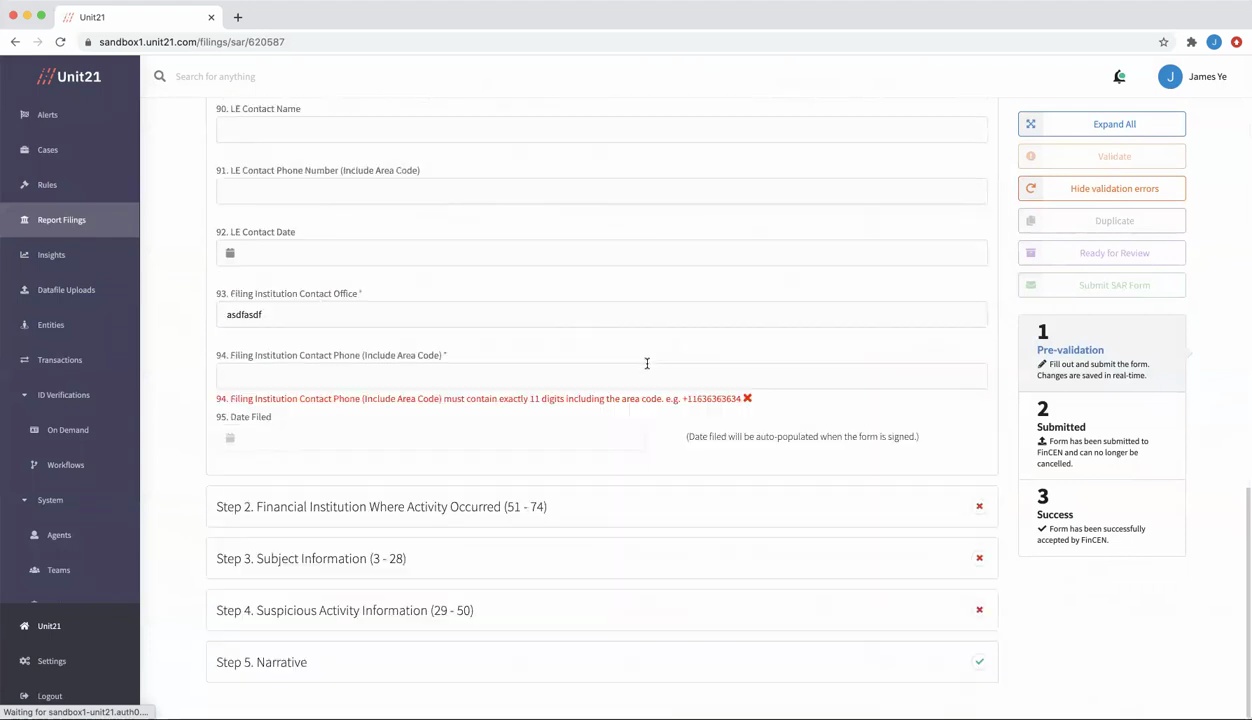 Unit21
sandbox1.unit21.com/filings/sar/620587
J
Unit21
Search for anything
J
James Ye
Alerts
Cases
Rules
Report Filings
Insights
Datafile Uploads
Entities
Transactions
ID Verifications
On Demand
Workflows
System
Agents
Teams
Unit21
Settings
Logout
Waiting for sandbox1-unit21.auth0....
90. LE Contact Name
91. LE Contact Phone Number (Include Area Code)
92. LE Contact Date
93. Filing Institution Contact Office *
asdfasdf
94. Filing Institution Contact Phone (Include Area Code) *
94. Filing Institution Contact Phone (Include Area Code) must contain exactly 11 digits including the area code. e.g. +11636363634
95. Date Filed
(Date filed will be auto-populated when the form is signed.)
Step 2. Financial Institution Where Activity Occurred (51 - 74)
Step 3. Subject Information (3 - 28)
Step 4. Suspicious Activity Information (29 - 50)
Step 5. Narrative
Expand All
Validate
Hide validation errors
Duplicate
Ready for Review
Submit SAR Form
1
Pre-validation
Fill out and submit the form.
Changes are saved in real-time.
2
Submitted
Form has been submitted to
FinCEN and can no longer be
cancelled.
3
Success
Form has been successfully
accepted by FinCEN.